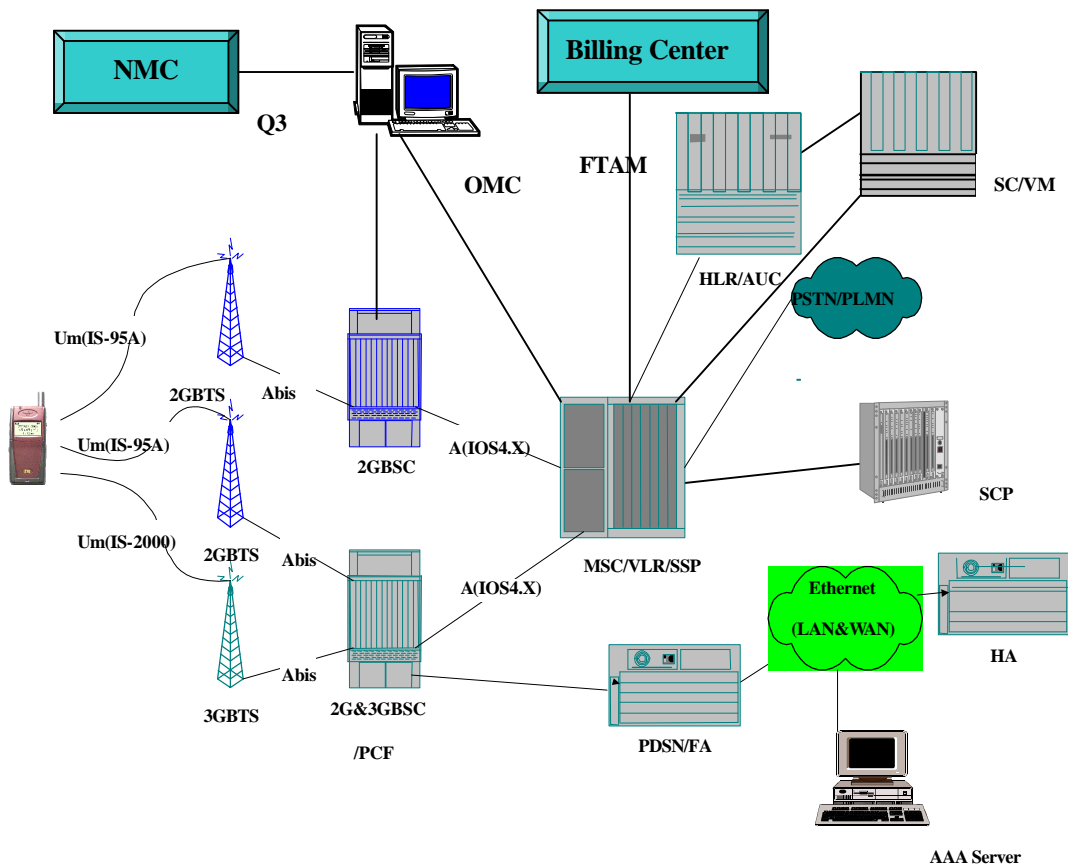 NMC
Billing Center
Q3
OMC
FTAM
SC/VM
HLR/AUC
PSTN/PLMN
Um(IS-95A)
2GBTS
Abis
Um(IS-95A)
2GBSC
A(IOS4.X)
SCP
Um(IS-2000)
2GBTS
Abis
A(IOS4.X)
MSC/VLR/SSP
Ethernet
(LAN&WAN)
HA
Abis
3GBTS
2G&3GBSC
/PCF
PDSN/FA
AAA Server